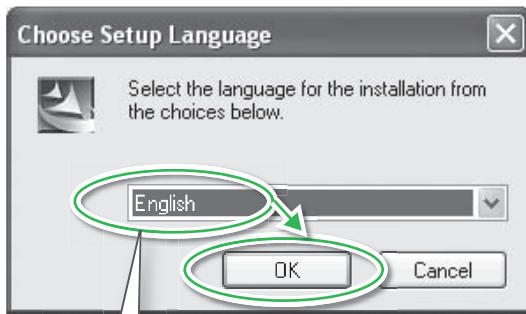 Choose Setup Language
Select the language for the installation from
the choices below.
English
OK
Cancel